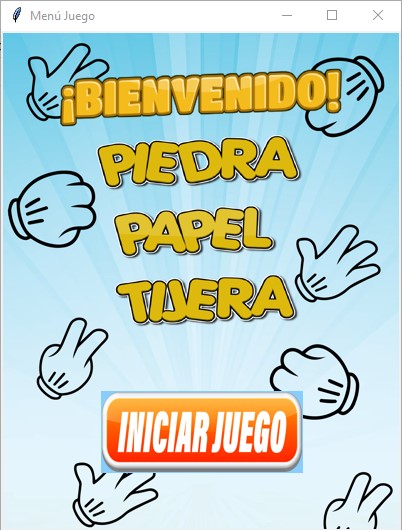 Menú Juego
¡BIENVENIDO!
PIEDRA
PAPEL
TIJERA
INICIAR JUEGO